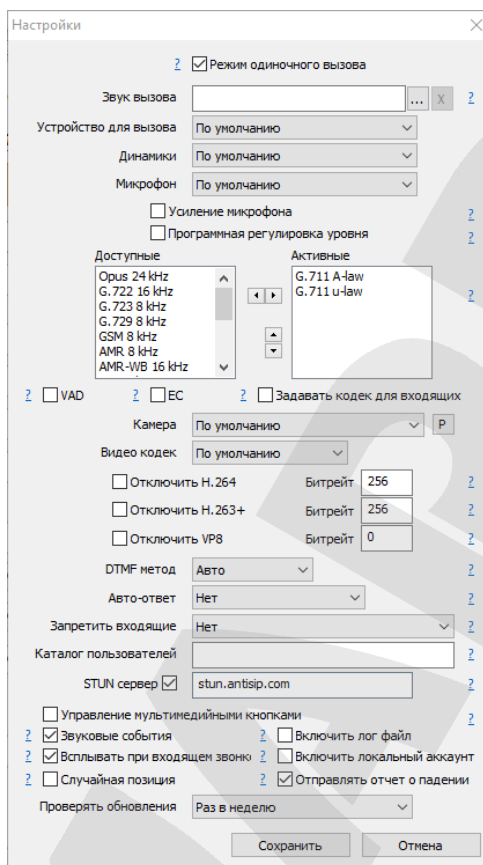 Настройки
? Режим одиночного вызова
Звук вызова ... X ?
Устройство для вызова По умолчанию
Динамики По умолчанию
Микрофон По умолчанию
Усиление микрофона ?
Программная регулировка уровня ?
Доступные Активные
Opus 24 kHz G.711 A-law
G.722 16 kHz G.711 u-law
G.723 8 kHz ?
G.729 8 kHz
GSM 8 kHz
AMR 8 kHz
AMR-WB 16 kHz
? VAD ? EC ? Задавать кодек для входящих
Камера По умолчанию P
Видео кодек По умолчанию
Отключить H.264 Битрейт 256 ?
Отключить H.263+ Битрейт 256 ?
Отключить VP8 Битрейт 0 ?
DTMF метод Авто ?
Авто-ответ Нет ?
Запретить входящие Нет ?
Каталог пользователей ?
STUN сервер stun.antisip.com ?
Управление мультимедийными кнопками ?
? Звуковые события ? Включить лог файл
? Всплывать при входящем звонк ? Включить локальный аккаунт
? Случайная позиция ? Отправлять отчет о падении
Проверять обновления Раз в неделю
Сохранить Отмена